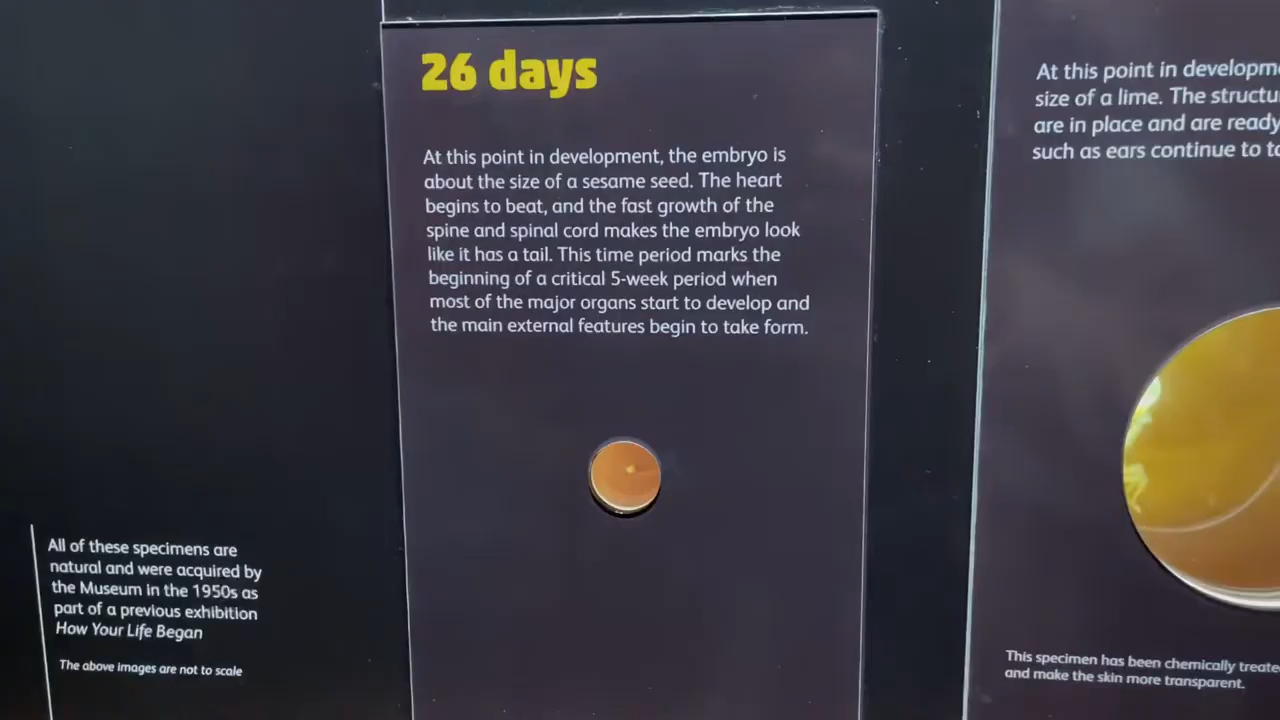 26 days
At this point in development, the embryo is
about the size of a sesame seed. The heart
begins to beat, and the fast growth of the
spine and spinal cord makes the embryo look
like it has a tail. This time period marks the
beginning of a critical 5-week period when
most of the major organs start to develop and
the main external features begin to take form.
All of these specimens are
natural and were acquired by
the Museum in the 1950s as
part of a previous exhibition
How Your Life Began
The above images are not to scale
At this point in
size of a lime. The
are in place and are ready
such as ears continue to
This specimen has been chemically
and make the skin more transparent.